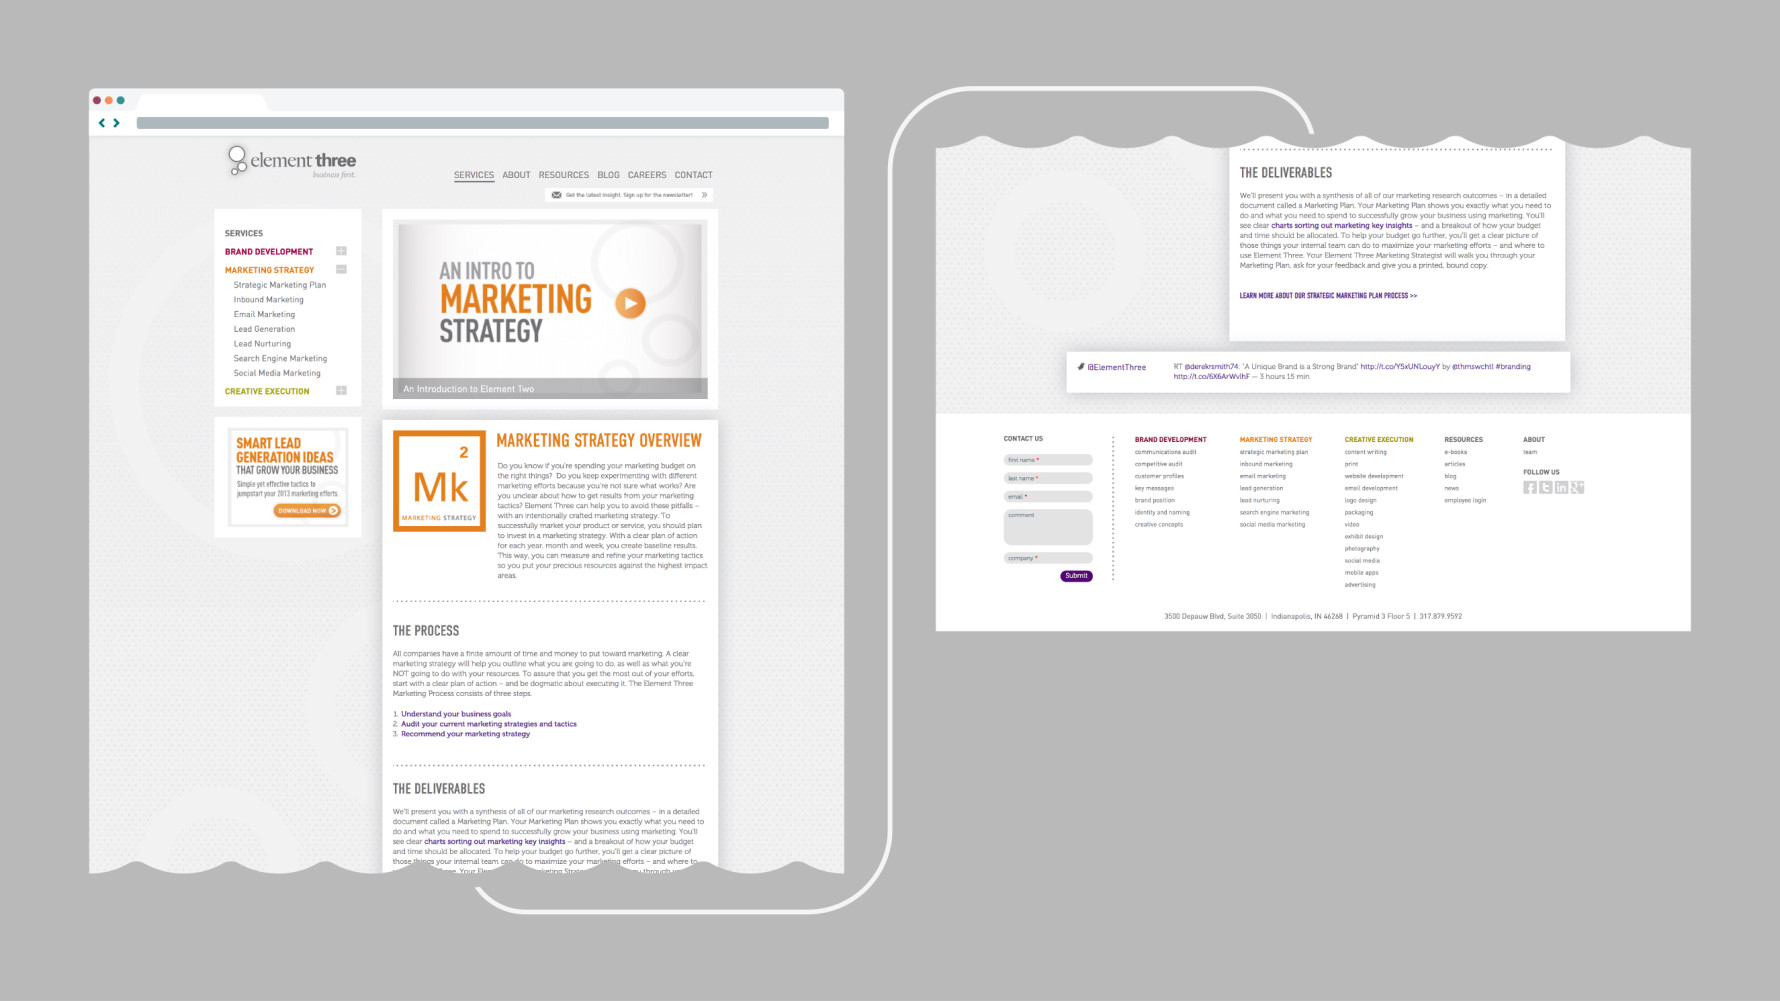 element three
business first.
SERVICES ABOUT RESOURCES BLOG CAREERS CONTACT
Get the latest insight. Sign up for the newsletter! »
SERVICES
BRAND DEVELOPMENT
MARKETING STRATEGY
Strategic Marketing Plan
Inbound Marketing
Email Marketing
Lead Generation
Lead Nurturing
Search Engine Marketing
Social Media Marketing
CREATIVE EXECUTION
SMART LEAD
GENERATION IDEAS
THAT GROW YOUR BUSINESS
Simple yet effective tactics to
jumpstart your 2013 marketing efforts.
DOWNLOAD NOW
AN INTRO TO
MARKETING
STRATEGY
An Introduction to Element Two
2
Mk
MARKETING STRATEGY
MARKETING STRATEGY OVERVIEW
Do you know if you're spending your marketing budget on
the right things? Do you keep experimenting with different
marketing efforts because you're not sure what works? Are
you unclear about how to get results from your marketing
tactics? Element Three can help you to avoid these pitfalls –
with an intentionally crafted marketing strategy. To
successfully market your product or service, you should plan
to invest in a marketing strategy. With a clear plan of action
for each year, month and week, you create baseline results.
This way, you can measure and refine your marketing tactics
so you put your precious resources against the highest impact
areas.
THE PROCESS
All companies have a finite amount of time and money to put toward marketing. A clear
marketing strategy will help you outline what you are going to do, as well as what you're
NOT going to do with your resources. To assure that you get the most out of your efforts,
start with a clear plan of action – and be dogmatic about executing it. The Element Three
Marketing Process consists of three steps.
1. Understand your business goals
2. Audit your current marketing strategies and tactics
3. Recommend your marketing strategy
THE DELIVERABLES
We'll present you with a synthesis of all of our marketing research outcomes – in a detailed
document called a Marketing Plan. Your Marketing Plan shows you exactly what you need to
do and what you need to spend to successfully grow your business using marketing. You'll
see clear charts sorting out marketing key insights – and a breakout of how your budget
and time should be allocated. To help your budget go further, you'll get a clear picture of
those things your internal team can do to maximize your marketing efforts – and where to
THE DELIVERABLES
We'll present you with a synthesis of all of our marketing research outcomes – in a detailed
document called a Marketing Plan. Your Marketing Plan shows you exactly what you need to
do and what you need to spend to successfully grow your business using marketing. You'll
see clear charts sorting out marketing key insights – and a breakout of how your budget
and time should be allocated. To help your budget go further, you'll get a clear picture of
those things your internal team can do to maximize your marketing efforts – and where to
use Element Three. Your Element Three Marketing Strategist will walk you through your
Marketing Plan, ask for your feedback and give you a printed, bound copy.
LEARN MORE ABOUT OUR STRATEGIC MARKETING PLAN PROCESS >>
@ElementThree
RT @derekrsmith74: "A Unique Brand is a Strong Brand" http://t.co/Y5xUNLouyY by @thmswchtl #branding
http://t.co/6X6ArWvlhF — 3 hours 15 min.
CONTACT US
first name *
last name *
email *
comment
company *
Submit
BRAND DEVELOPMENT
communications audit
competitive audit
customer profiles
key messages
brand position
identity and naming
creative concepts
MARKETING STRATEGY
strategic marketing plan
inbound marketing
email marketing
lead generation
lead nurturing
search engine marketing
social media marketing
CREATIVE EXECUTION
content writing
print
website development
email development
logo design
packaging
video
exhibit design
photography
social media
mobile apps
advertising
RESOURCES
e-books
articles
blog
news
employee login
ABOUT
team
FOLLOW US
3500 Depauw Blvd, Suite 3050 | Indianapolis, IN 46268 | Pyramid 3 Floor 5 | 317.879.9592